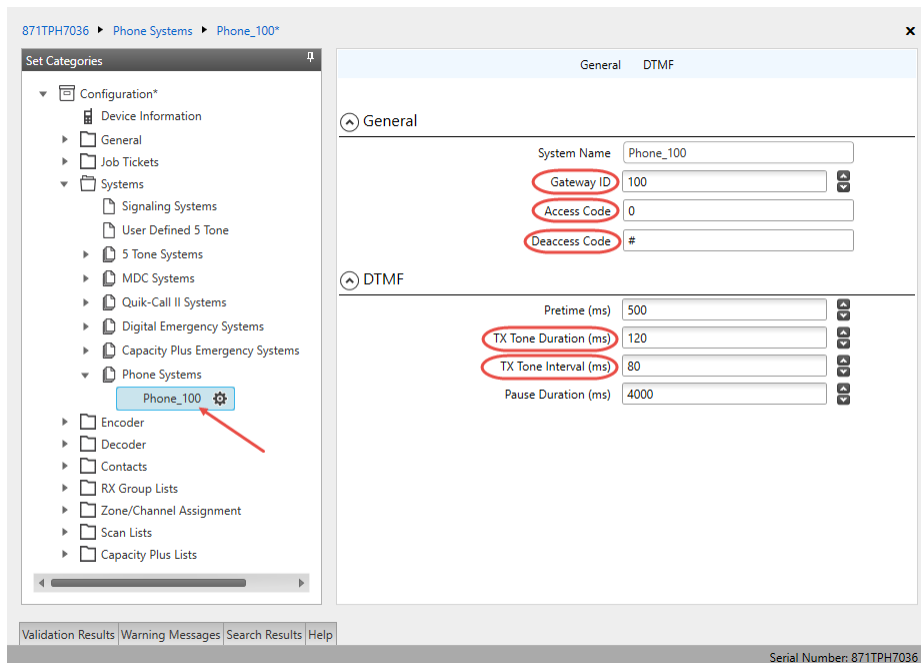 871TPH7036 Phone Systems Phone_100*
Set Categories
Configuration*
Device Information
General
Job Tickets
Systems
Signaling Systems
User Defined 5 Tone
5 Tone Systems
MDC Systems
Quik-Call II Systems
Digital Emergency Systems
Capacity Plus Emergency Systems
Phone Systems
Phone_100
Encoder
Decoder
Contacts
RX Group Lists
Zone/Channel Assignment
Scan Lists
Capacity Plus Lists
General DTMF
General
System Name Phone_100
Gateway ID 100
Access Code 0
Deaccess Code #
DTMF
Pretime (ms) 500
TX Tone Duration (ms) 120
TX Tone Interval (ms) 80
Pause Duration (ms) 4000
Validation Results Warning Messages Search Results Help
Serial Number: 871TPH7036